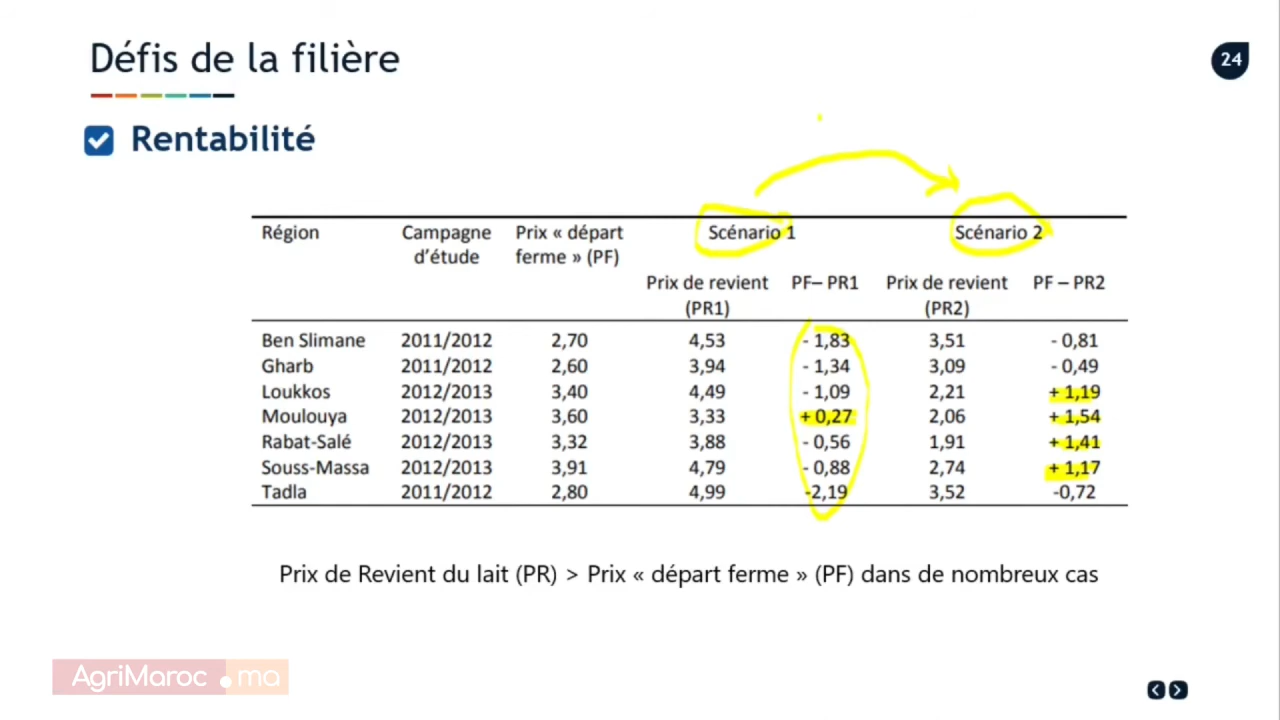 Défis de la filière
24
Rentabilité
Région Campagne d'étude Prix « départ ferme » (PF) Scénario 1 Scénario 2
Prix de revient (PR1) PF– PR1 Prix de revient (PR2) PF – PR2
Ben Slimane 2011/2012 2,70 4,53 - 1,83 3,51 - 0,81
Gharb 2011/2012 2,60 3,94 - 1,34 3,09 - 0,49
Loukkos 2012/2013 3,40 4,49 - 1,09 2,21 + 1,19
Moulouya 2012/2013 3,60 3,33 + 0,27 2,06 + 1,54
Rabat-Salé 2012/2013 3,32 3,88 - 0,56 1,91 + 1,41
Souss-Massa 2012/2013 3,91 4,79 - 0,88 2,74 + 1,17
Tadla 2011/2012 2,80 4,99 -2,19 3,52 -0,72
Prix de Revient du lait (PR) > Prix « départ ferme » (PF) dans de nombreux cas
AgriMaroc.ma